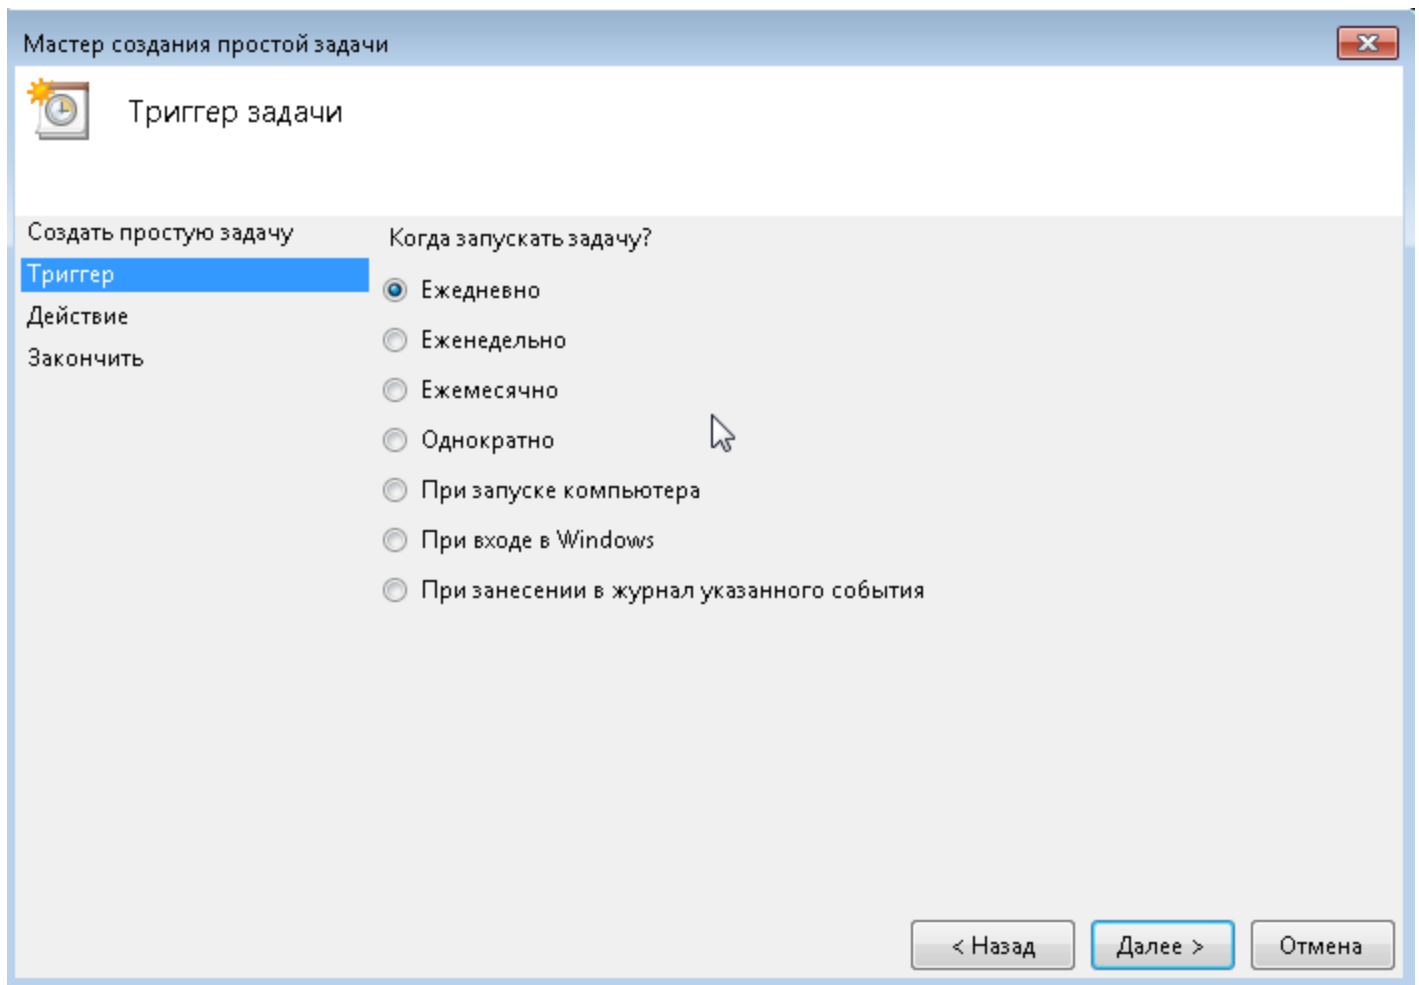 Мастер создания простой задачи
Триггер задачи
Создать простую задачу
Триггер
Действие
Закончить
Когда запускать задачу?
Ежедневно
Еженедельно
Ежемесячно
Однократно
При запуске компьютера
При входе в Windows
При занесении в журнал указанного события
< Назад
Далее >
Отмена